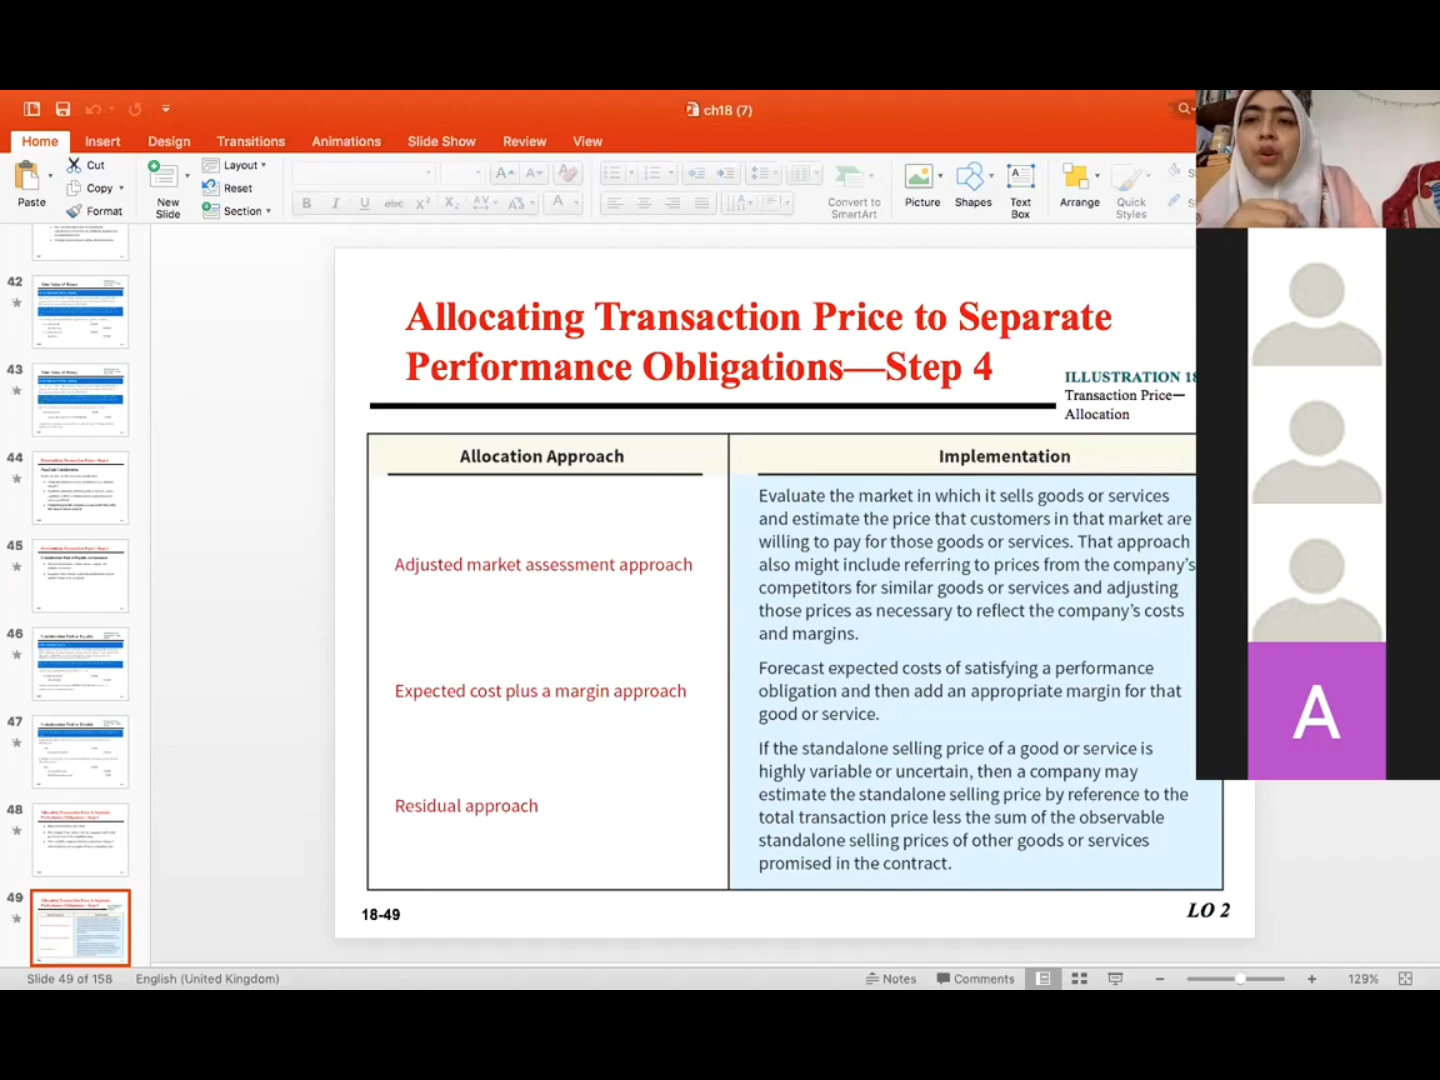 ch18 (7)
Home Insert Design Transitions Animations Slide Show Review View
Paste
Cut
Copy
Format
New
Slide
Layout
Reset
Section
B I U abc X² X₂ AV Aa A
Convert to
SmartArt
Picture
Shapes
Text
Box
Arrange
Quick
Styles
42
43
44
45
46
47
48
49
Allocating Transaction Price to Separate
Performance Obligations—Step 4
ILLUSTRATION 18
Transaction Price—
Allocation
Allocation Approach
Implementation
Adjusted market assessment approach
Evaluate the market in which it sells goods or services
and estimate the price that customers in that market are
willing to pay for those goods or services. That approach
also might include referring to prices from the company's
competitors for similar goods or services and adjusting
those prices as necessary to reflect the company's costs
and margins.
Expected cost plus a margin approach
Forecast expected costs of satisfying a performance
obligation and then add an appropriate margin for that
good or service.
Residual approach
If the standalone selling price of a good or service is
highly variable or uncertain, then a company may
estimate the standalone selling price by reference to the
total transaction price less the sum of the observable
standalone selling prices of other goods or services
promised in the contract.
18-49
LO 2
A
Slide 49 of 158 English (United Kingdom) Notes Comments 129%